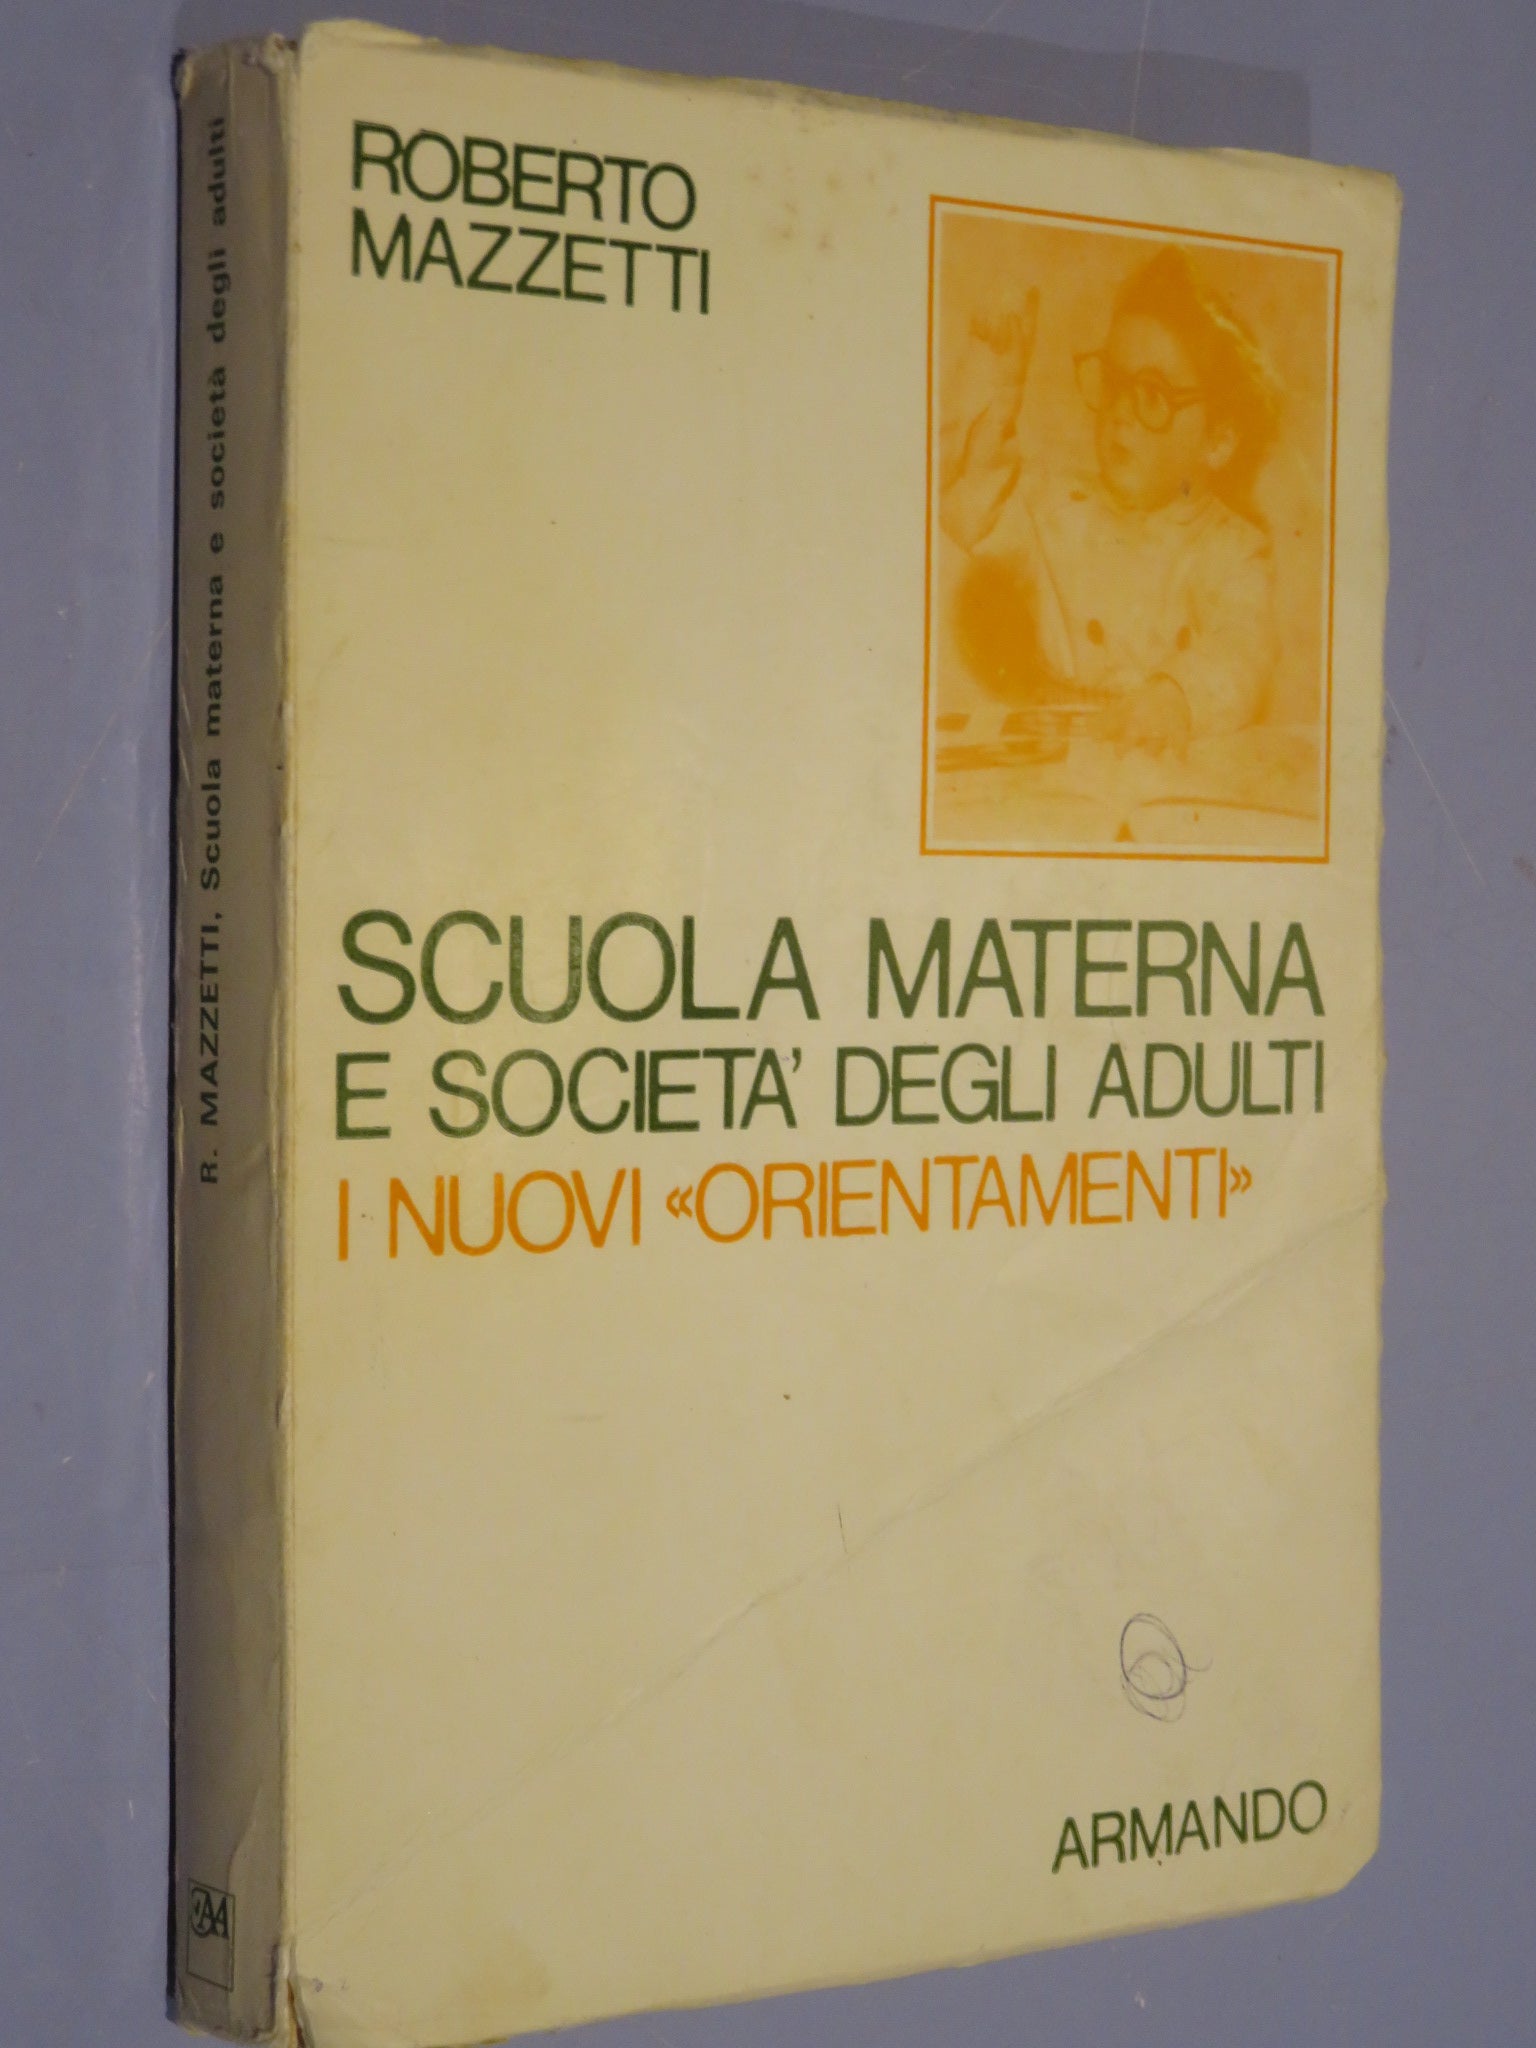 ROBERTO
MAZZETTI
SCUOLA MATERNA
E SOCIETA' DEGLI ADULTI
I NUOVI «ORIENTAMENTI»
ARMANDO
R. MAZZETTI, Scuola materna e società degli adulti